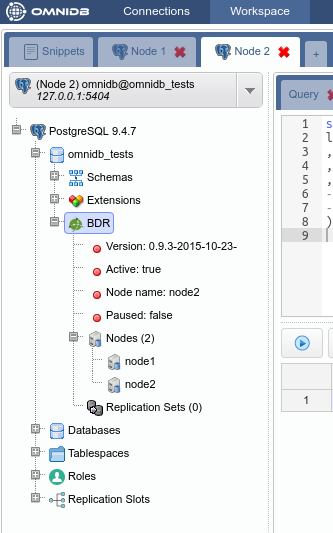 OMNIDB Connections Workspace
Snippets Node 1 Node 2 +
(Node 2) omnidb@omnidb_tests
127.0.0.1:5404
Query
PostgreSQL 9.4.7
omnidb_tests
Schemas
Extensions
BDR
Version: 0.9.3-2015-10-23-
Active: true
Node name: node2
Paused: false
Nodes (2)
node1
node2
Replication Sets (0)
Databases
Tablespaces
Roles
Replication Slots
1 s
2 l
3 ,
4 ,
5 ,
6 -
7 -
8 )
9
1